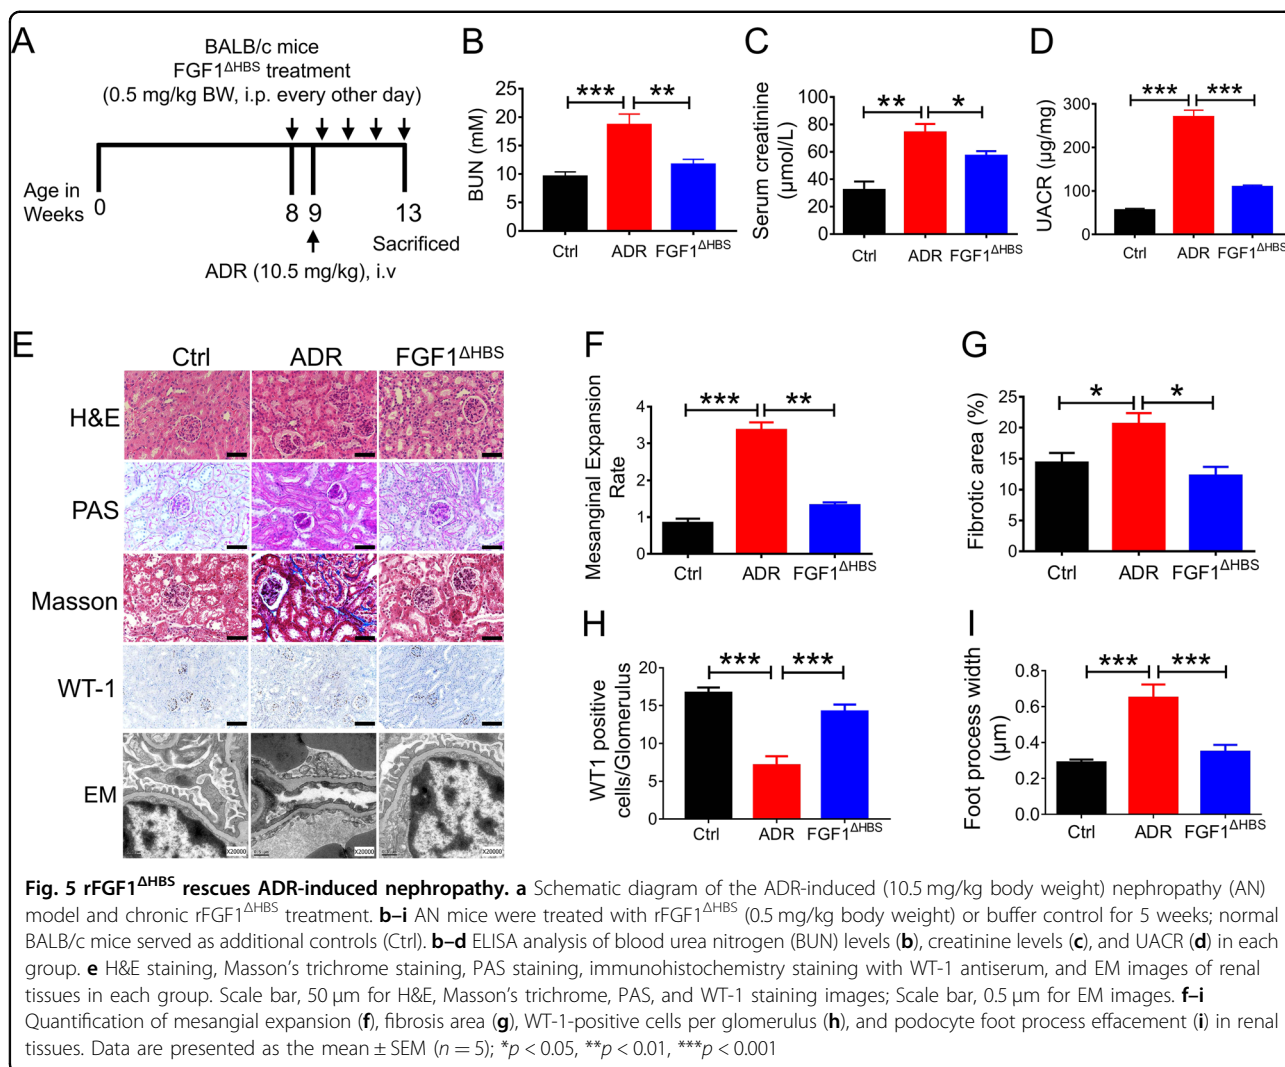 A
BALB/c mice
FGF1ΔHBS treatment
(0.5 mg/kg BW, i.p. every other day)
Age in
Weeks
0
8
9
13
Sacrificed
ADR (10.5 mg/kg), i.v
B
BUN (mM)
25
20
15
10
5
0
***
**
Ctrl
ADR
FGF1ΔHBS
C
Serum creatinine
(μmol/L)
100
80
60
40
20
0
**
*
Ctrl
ADR
FGF1ΔHBS
D
UACR (μg/mg)
300
200
100
0
***
***
Ctrl
ADR
FGF1ΔHBS
E
Ctrl
ADR
FGF1ΔHBS
H&E
PAS
Masson
WT-1
EM
X20000
X20000
X20000
F
Mesanginal Expansion
Rate
4
3
2
1
0
***
**
Ctrl
ADR
FGF1ΔHBS
G
Fibrotic area (%)
25
20
15
10
5
0
*
*
Ctrl
ADR
FGF1ΔHBS
H
WT1 positive
cells/Glomerulus
20
15
10
5
0
***
***
Ctrl
ADR
FGF1ΔHBS
I
Foot process width
(μm)
0.8
0.6
0.4
0.2
0.0
***
***
Ctrl
ADR
FGF1ΔHBS
Fig. 5 rFGF1ΔHBS rescues ADR-induced nephropathy. a Schematic diagram of the ADR-induced (10.5 mg/kg body weight) nephropathy (AN)
model and chronic rFGF1ΔHBS treatment. b–i AN mice were treated with rFGF1ΔHBS (0.5 mg/kg body weight) or buffer control for 5 weeks; normal
BALB/c mice served as additional controls (Ctrl). b–d ELISA analysis of blood urea nitrogen (BUN) levels (b), creatinine levels (c), and UACR (d) in each
group. e H&E staining, Masson's trichrome staining, PAS staining, immunohistochemistry staining with WT-1 antiserum, and EM images of renal
tissues in each group. Scale bar, 50 μm for H&E, Masson's trichrome, PAS, and WT-1 staining images; Scale bar, 0.5 μm for EM images. f–i
Quantification of mesangial expansion (f), fibrosis area (g), WT-1-positive cells per glomerulus (h), and podocyte foot process effacement (i) in renal
tissues. Data are presented as the mean ± SEM (n = 5); *p < 0.05, **p < 0.01, ***p < 0.001